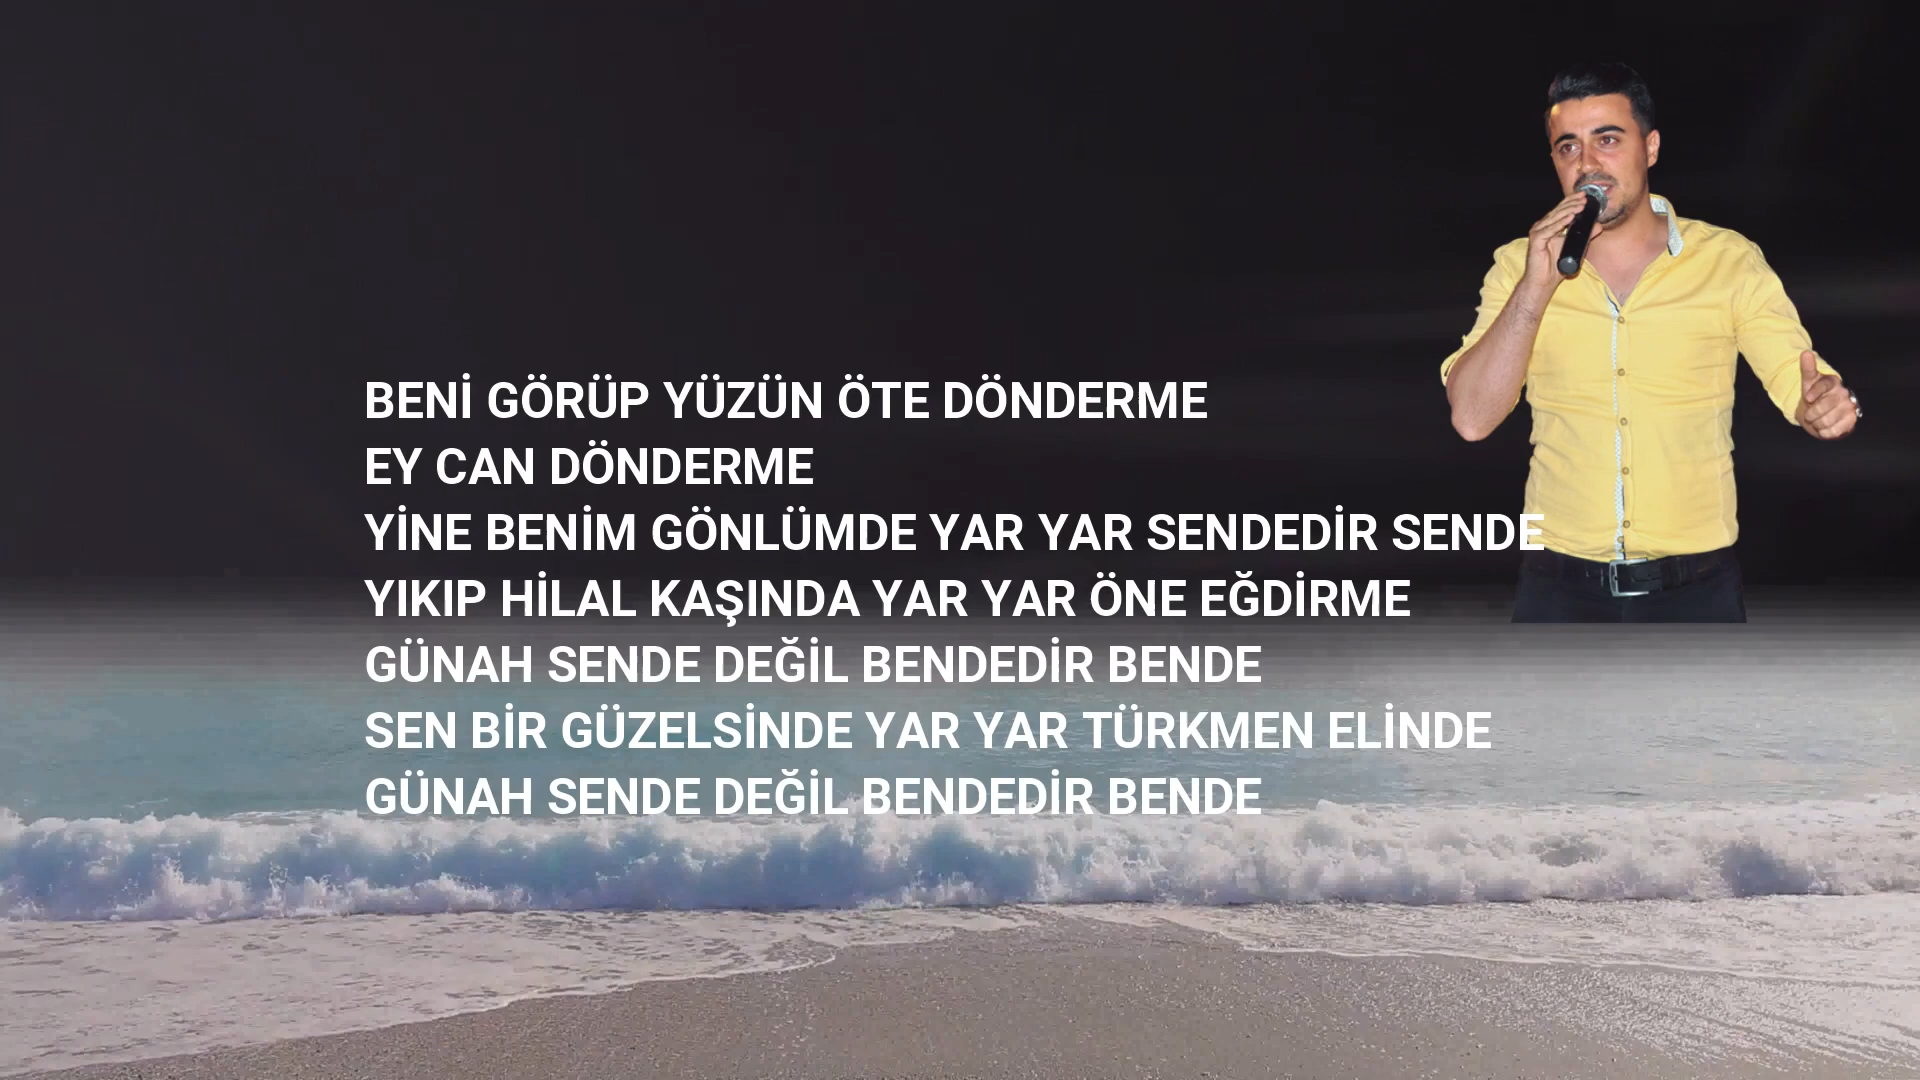 BENİ GÖRÜP YÜZÜN ÖTE DÖNDERME
EY CAN DÖNDERME
YİNE BENİM GÖNLÜMDE YAR YAR SENDEDİR SENDE
YIKIP HİLAL KAŞINDA YAR YAR ÖNE EĞDİRME
GÜNAH SENDE DEĞİL BENDEDİR BENDE
SEN BİR GÜZELSİNDE YAR YAR TÜRKMEN ELİNDE
GÜNAH SENDE DEĞİL BENDEDİR BENDE